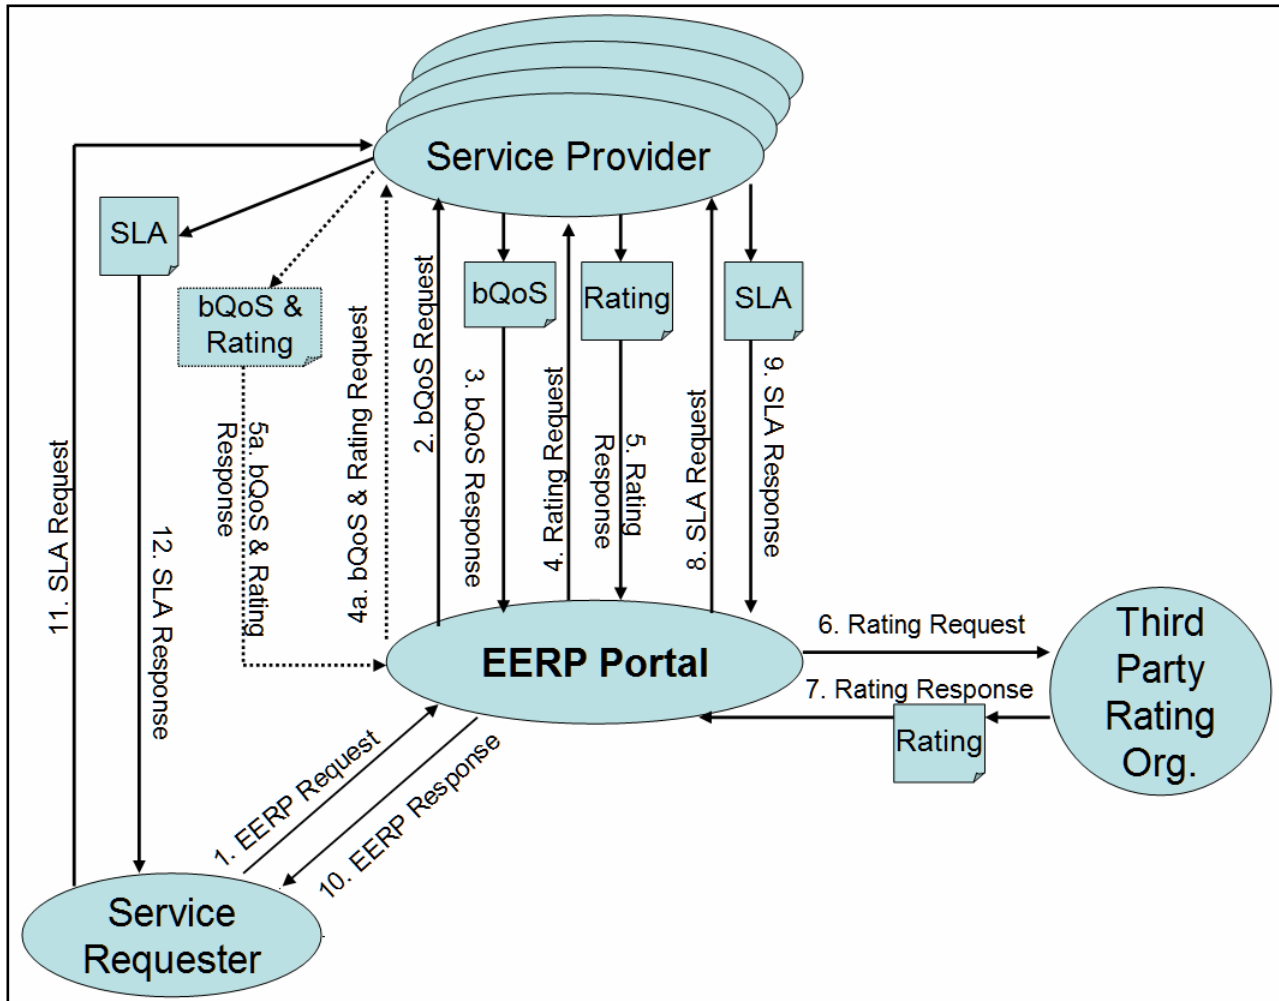 Service Provider
SLA
bQoS &
Rating
bQoS
Rating
SLA
11. SLA Request
12. SLA Response
5a. bQoS & Rating
Response
4a. bQoS & Rating Request
2. bQoS Request
3. bQoS Response
4. Rating Request
5. Rating
Response
8. SLA Request
9. SLA Response
EERP Portal
6. Rating Request
7. Rating Response
Rating
Third
Party
Rating
Org.
1. EERP Request
10. EERP Response
Service
Requester